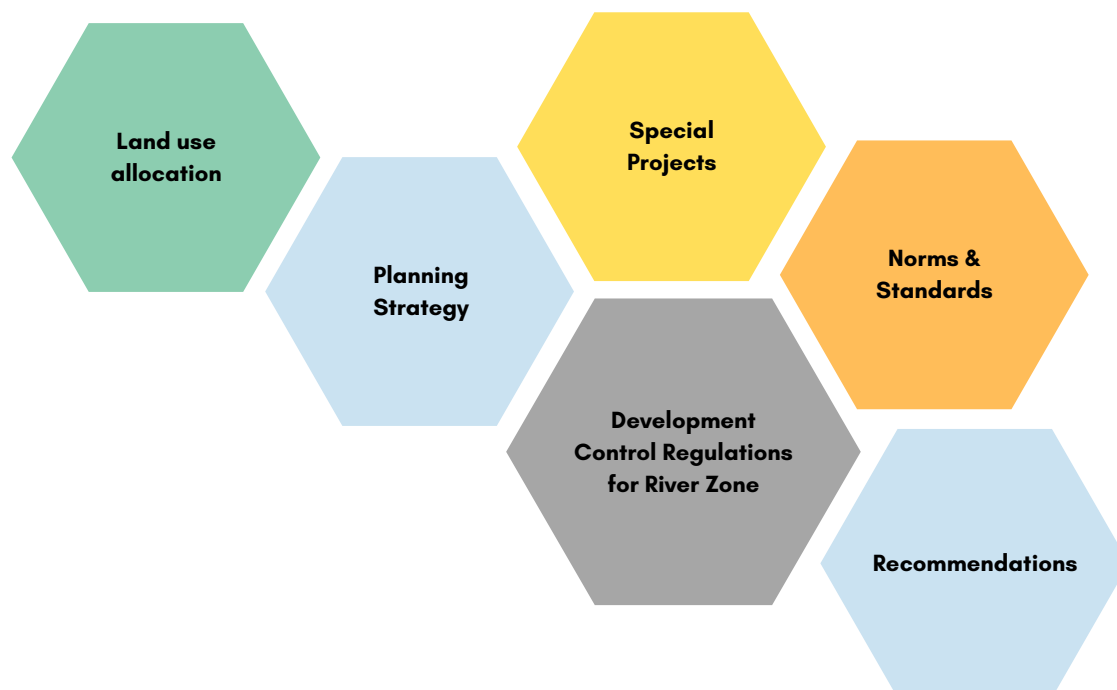 Land use
allocation
Planning
Strategy
Special
Projects
Norms &
Standards
Development
Control Regulations
for River Zone
Recommendations